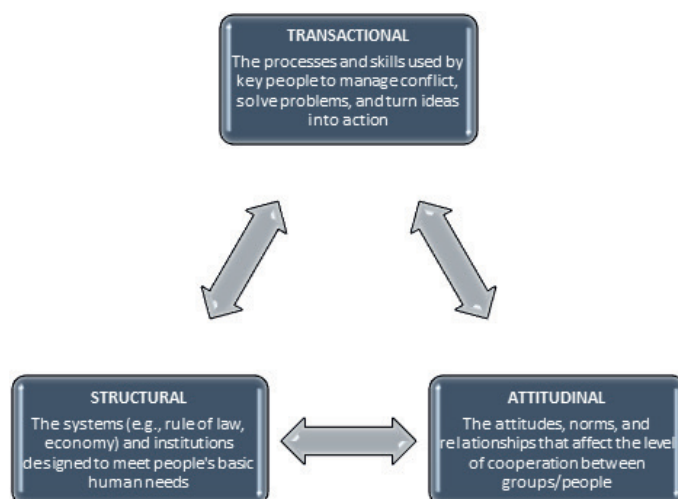 TRANSACTIONAL
The processes and skills used by
key people to manage conflict,
solve problems, and turn ideas
into action
STRUCTURAL
The systems (e.g., rule of law,
economy) and institutions
designed to meet people's basic
human needs
ATTITUDINAL
The attitudes, norms, and
relationships that affect the level
of cooperation between
groups/people